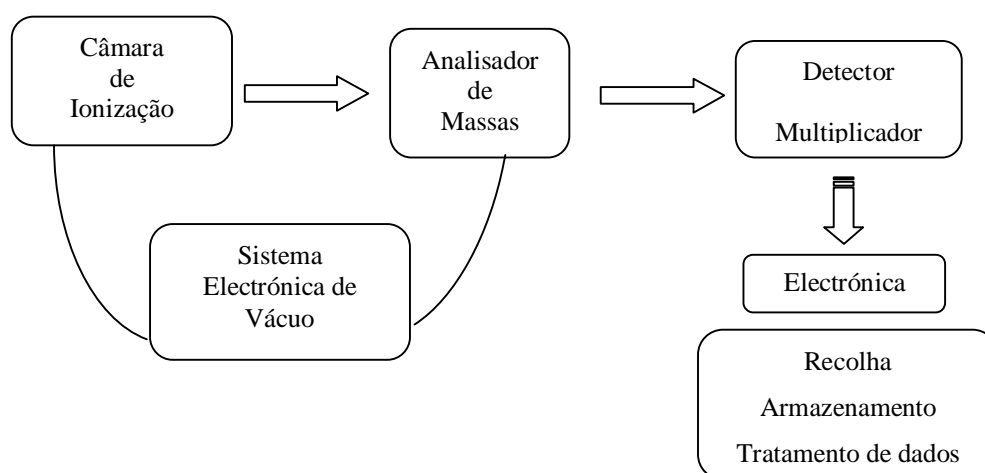 Câmara
de
Ionização
Analisador
de
Massas
Detector
Multiplicador
Sistema
Electrónica de
Vácuo
Electrónica
Recolha
Armazenamento
Tratamento de dados